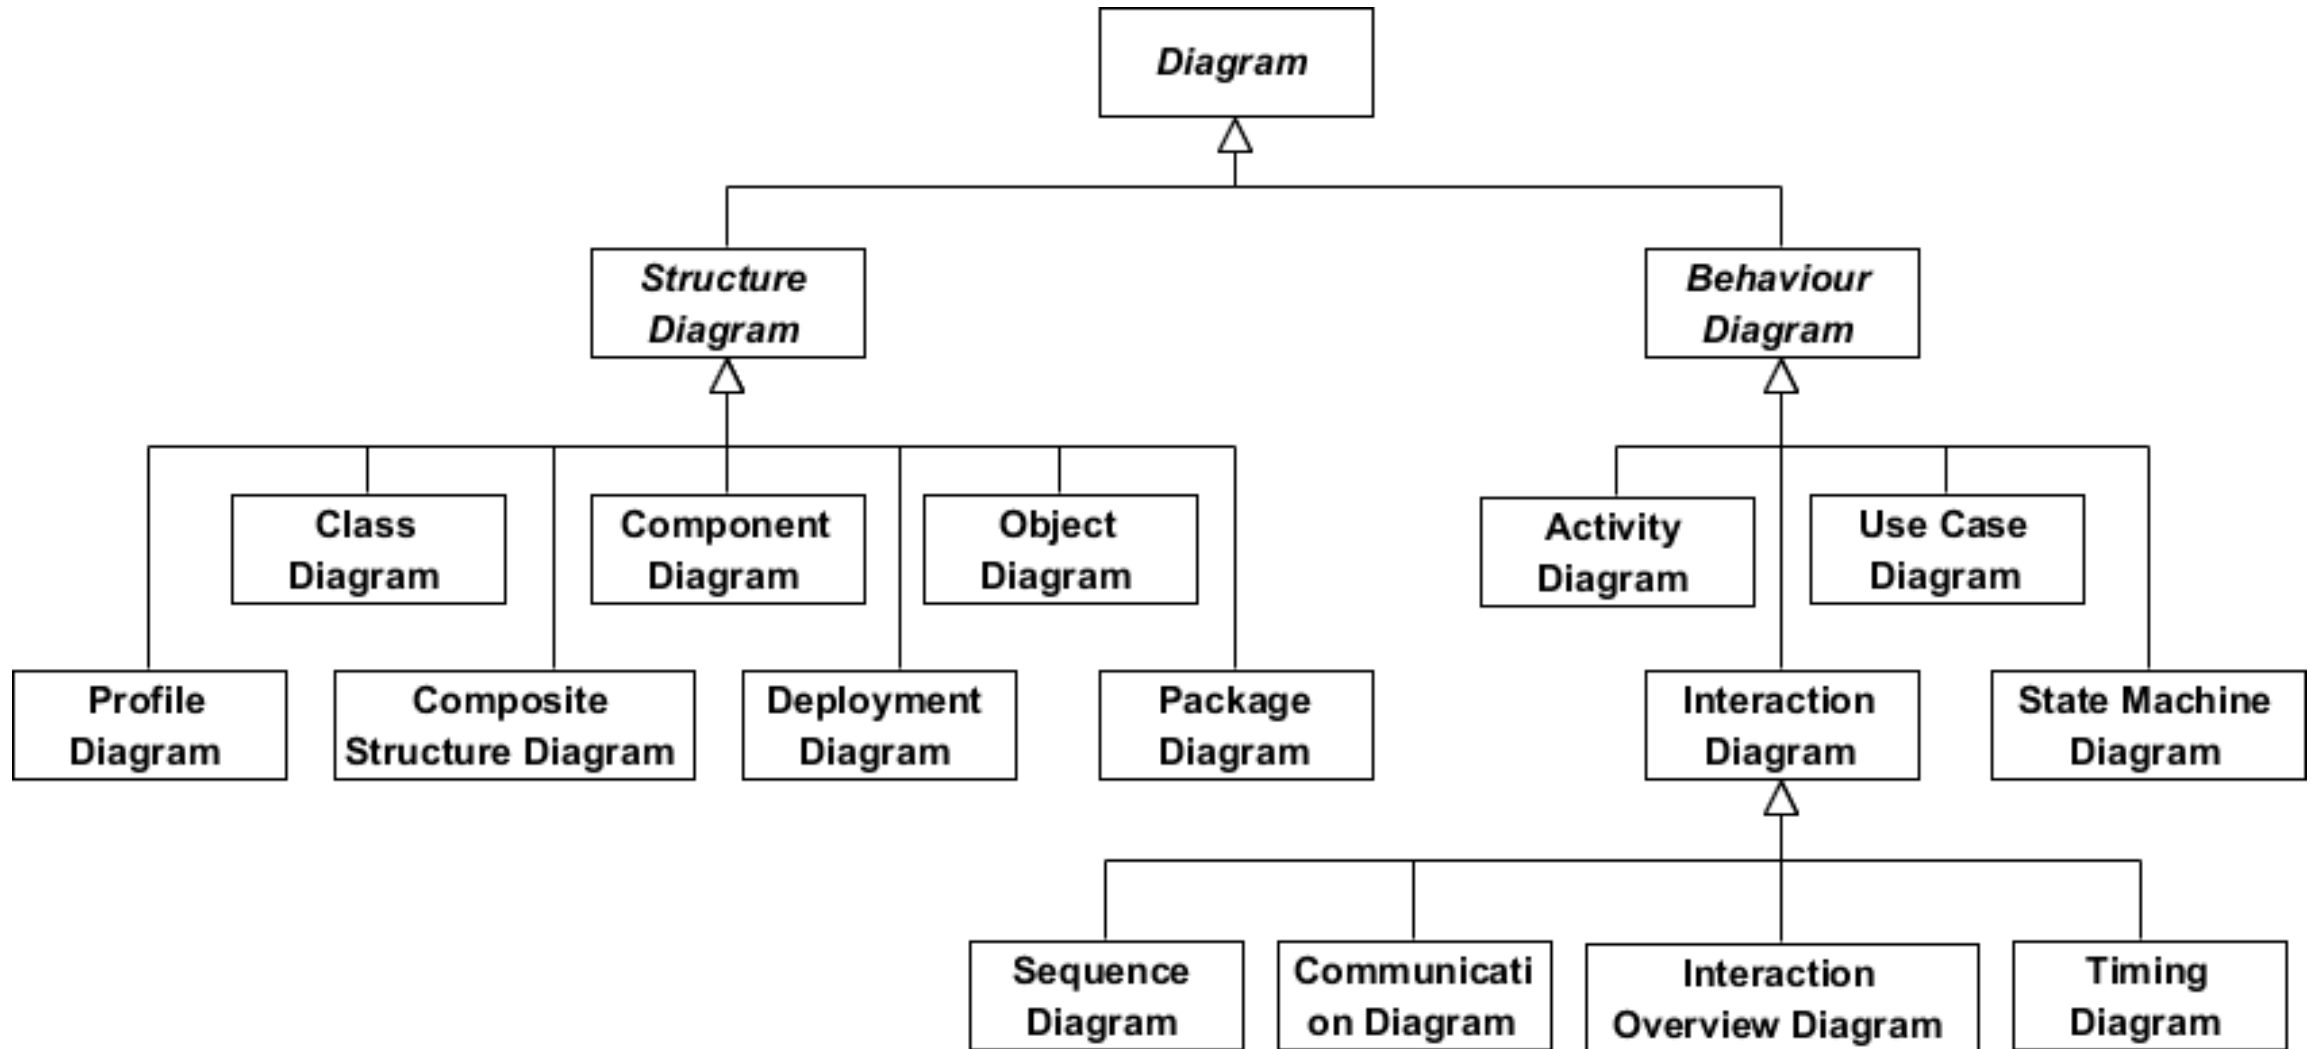 Diagram
Structure
Diagram
Behaviour
Diagram
Class
Diagram
Component
Diagram
Object
Diagram
Activity
Diagram
Use Case
Diagram
Profile
Diagram
Composite
Structure Diagram
Deployment
Diagram
Package
Diagram
Interaction
Diagram
State Machine
Diagram
Sequence
Diagram
Communicati
on Diagram
Interaction
Overview Diagram
Timing
Diagram